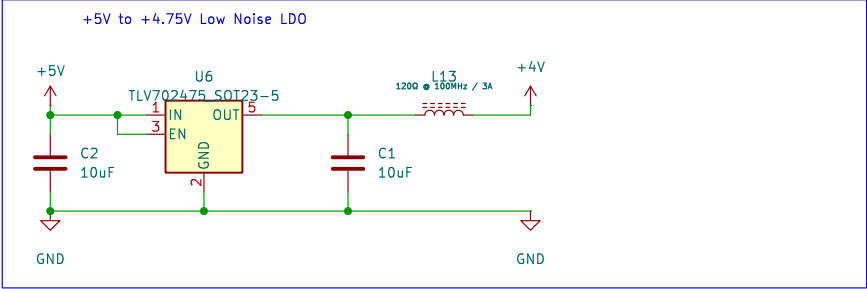 +5V to +4.75V Low Noise LDO
+5V
U6
TLV702475_SOT23-5
L13
120Ω @ 100MHz / 3A
+4V
1
IN
OUT
5
3
EN
GND
2
C2
10uF
C1
10uF
GND
GND